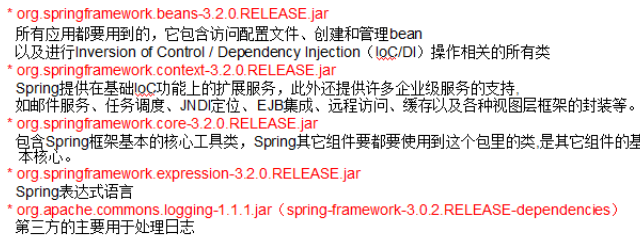 * org.springframework.beans-3.2.0.RELEASE.jar
所有应用都要用到的，它包含访问配置文件、创建和管理bean
以及进行Inversion of Control / Dependency Injection（IoC/DI）操作相关的所有类
* org.springframework.context-3.2.0.RELEASE.jar
Spring提供在基础IoC功能上的扩展服务，此外还提供许多企业级服务的支持,
如邮件服务、任务调度、JNDI定位、EJB集成、远程访问、缓存以及各种视图层框架的封装等。
* org.springframework.core-3.2.0.RELEASE.jar
包含Spring框架基本的核心工具类，Spring其它组件要都要使用到这个包里的类,是其它组件的基
本核心。
* org.springframework.expression-3.2.0.RELEASE.jar
Spring表达式语言
* org.apache.commons.logging-1.1.1.jar（spring-framework-3.0.2.RELEASE-dependencies）
第三方的主要用于处理日志